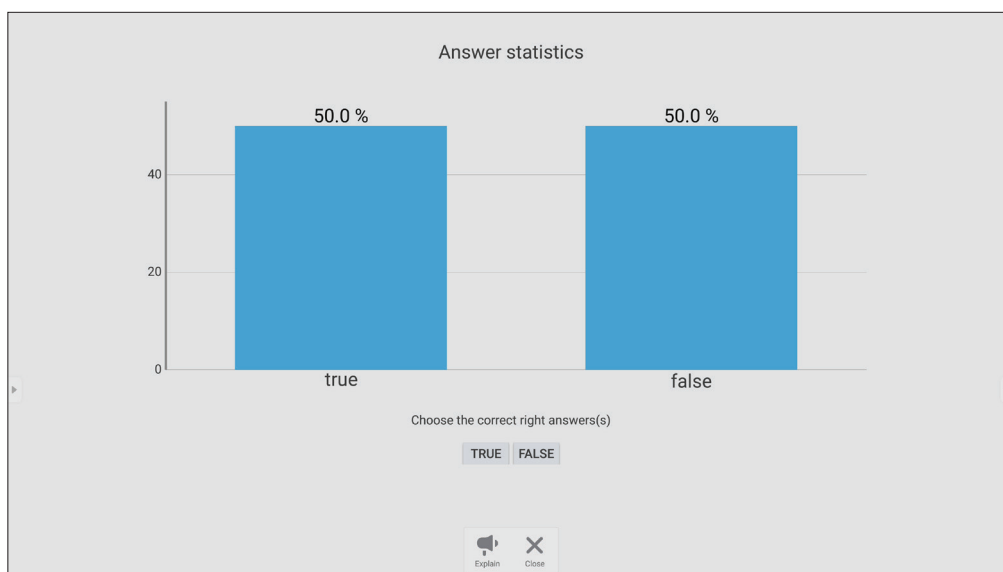 Answer statistics
50.0 % 50.0 %
40
20
0
true false
Choose the correct right answers(s)
TRUE FALSE
Explain Close